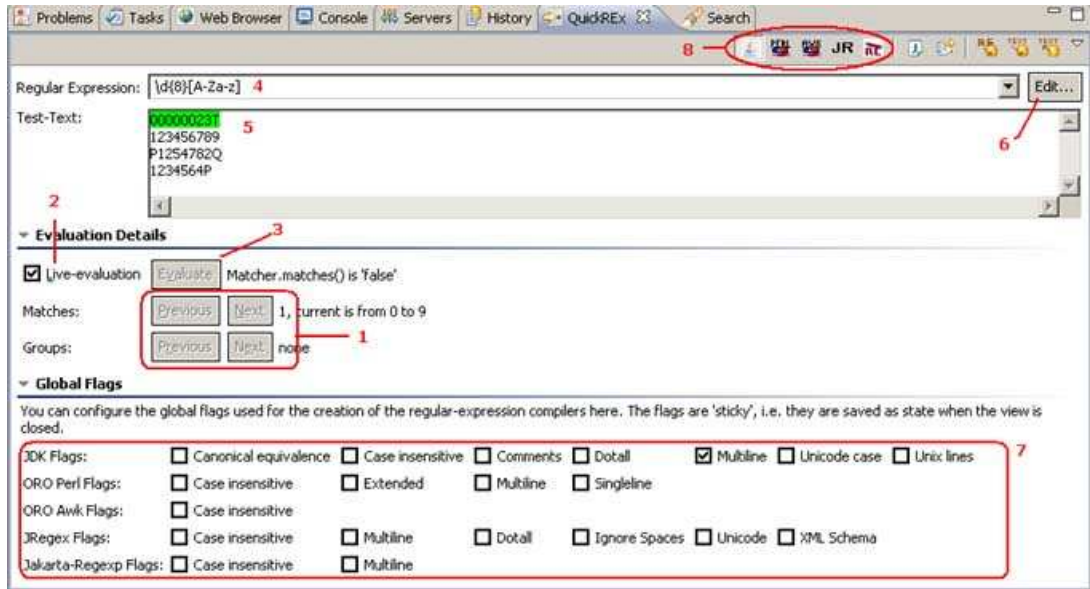 Problems Tasks Web Browser Console Servers History QuickREx Search
8 JR
Regular Expression: \d{8}[A-Za-z] 4 Edit...
Test-Text: 00000023T 5
123456789
P1254782Q 6
1234564P
2
Evaluation Details 3
Live-evaluation Evaluate Matcher.matches() is 'false'
Matches: Previous Next 1, current is from 0 to 9
1
Groups: Previous Next none
Global Flags
You can configure the global flags used for the creation of the regular-expression compilers here. The flags are 'sticky', i.e. they are saved as state when the view is
closed.
JDK Flags: Canonical equivalence Case insensitive Comments Dotall Multiline Unicode case Unix lines 7
ORO Perl Flags: Case insensitive Extended Multiline Singleline
ORO Awk Flags: Case insensitive
JRegex Flags: Case insensitive Multiline Dotall Ignore Spaces Unicode XML Schema
Jakarta-Regexp Flags: Case insensitive Multiline